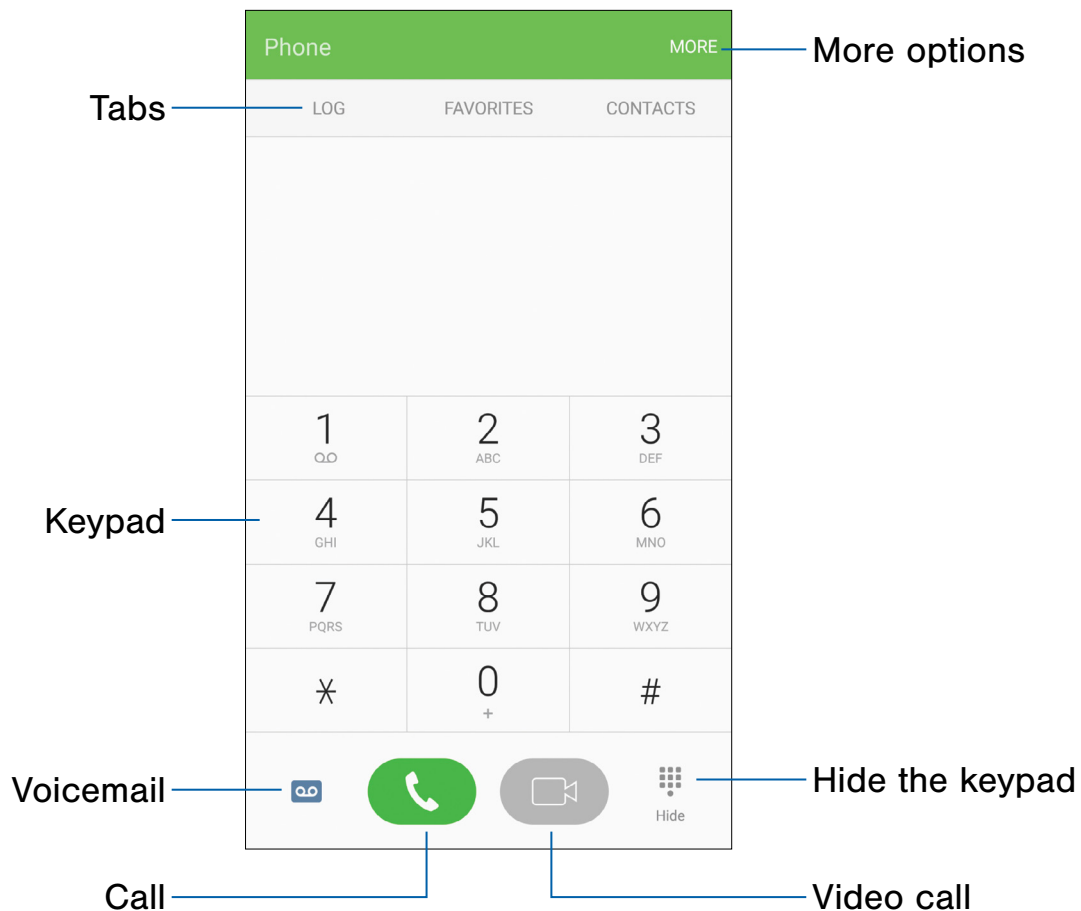 Phone
MORE
More options
Tabs
LOG
FAVORITES
CONTACTS
1
2
ABC
3
DEF
Keypad
4
GHI
5
JKL
6
MNO
7
PQRS
8
TUV
9
WXYZ
*
0
+
#
Voicemail
Hide
Hide the keypad
Call
Video call